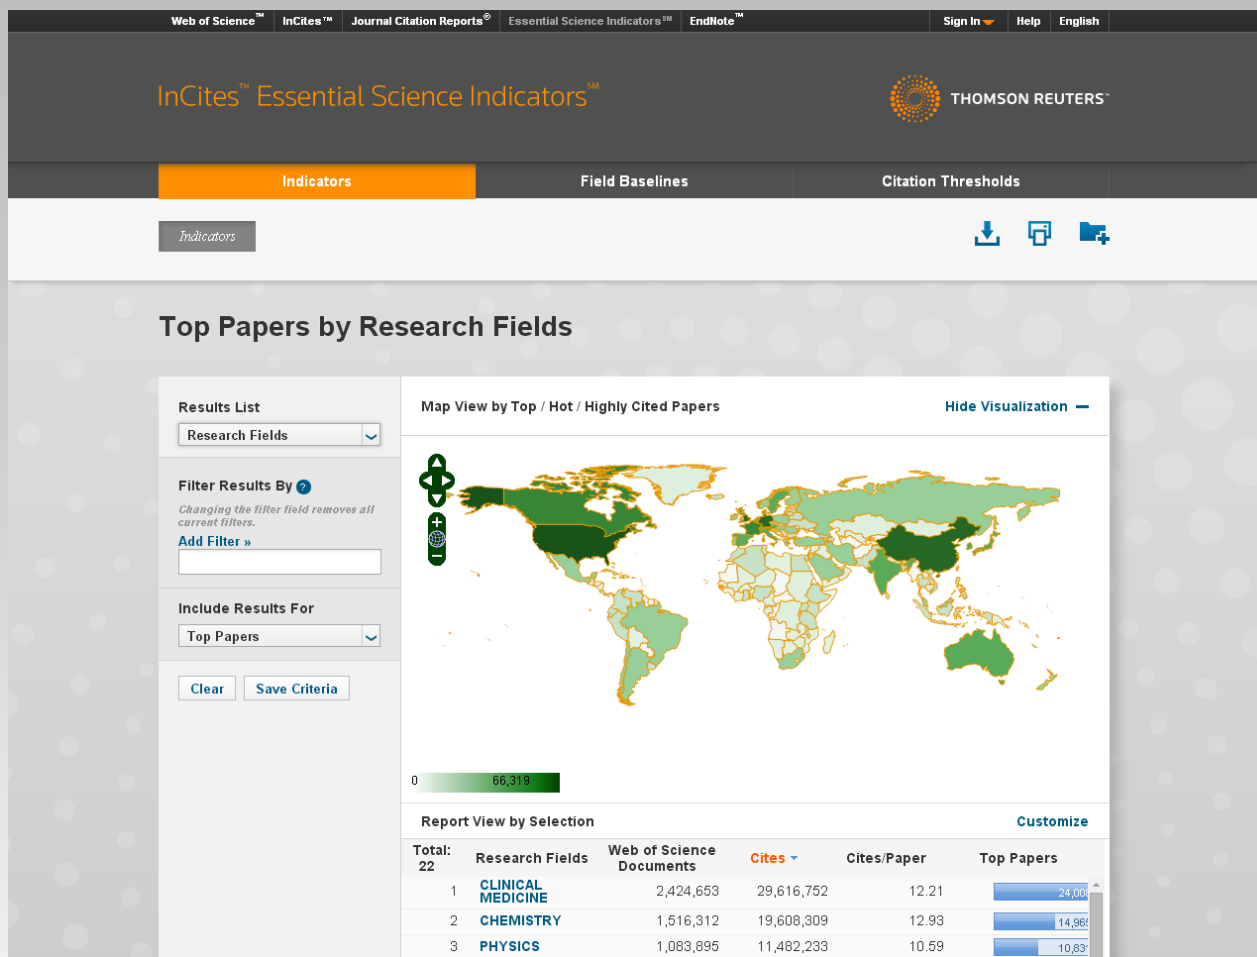 Web of Science™ InCites™ Journal Citation Reports® Essential Science Indicators℠ EndNote™ Sign In Help English
InCites™ Essential Science Indicators℠
THOMSON REUTERS™
Indicators Field Baselines Citation Thresholds
Indicators
Top Papers by Research Fields
Results List
Research Fields
Filter Results By ?
Changing the filter field removes all
current filters.
Add Filter »
Include Results For
Top Papers
Clear Save Criteria
Map View by Top / Hot / Highly Cited Papers Hide Visualization
0 66,319
Report View by Selection Customize
Total:
22 Research Fields Web of Science
Documents Cites Cites/Paper Top Papers
1 CLINICAL
MEDICINE 2,424,653 29,616,752 12.21
2 CHEMISTRY 1,516,312 19,608,309 12.93
3 PHYSICS 1,083,895 11,482,233 10.59